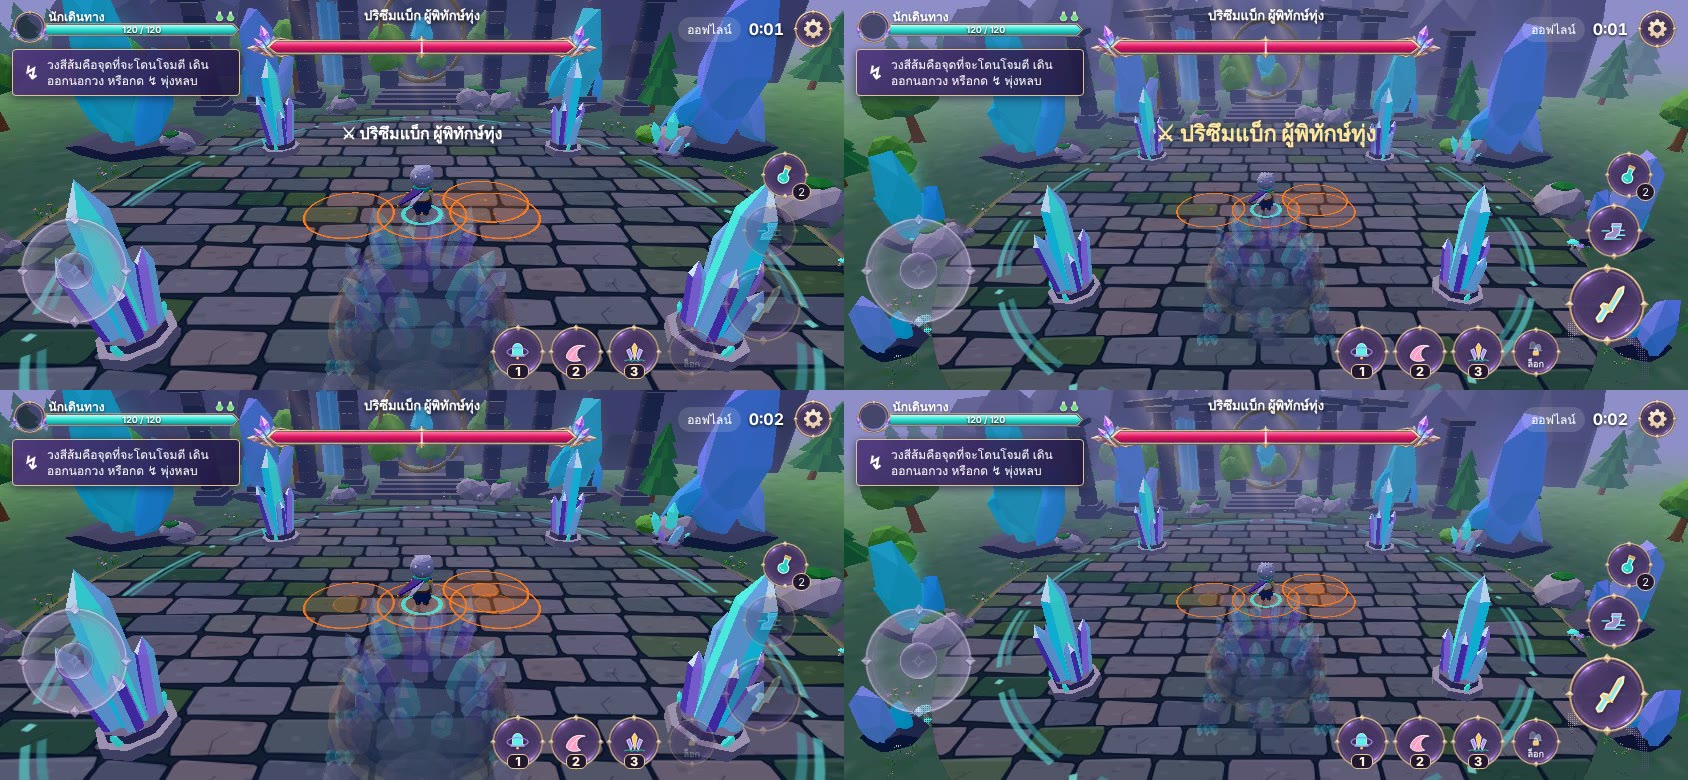 นักเดินทาง
120 / 120
ปริซึมแบ็ก ผู้พิทักษ์ทุ่ง
ออฟไลน์ 0:01
วงสีส้มคือจุดที่จะโดนโจมตี เดิน
ออกนอกวง หรือกด ↯ พุ่งหลบ
⚔ ปริซึมแบ็ก ผู้พิทักษ์ทุ่ง
2
1 2 3 ล็อก
นักเดินทาง
120 / 120
ปริซึมแบ็ก ผู้พิทักษ์ทุ่ง
ออฟไลน์ 0:01
วงสีส้มคือจุดที่จะโดนโจมตี เดิน
ออกนอกวง หรือกด ↯ พุ่งหลบ
⚔ ปริซึมแบ็ก ผู้พิทักษ์ทุ่ง
2
1 2 3 ล็อก
นักเดินทาง
120 / 120
ปริซึมแบ็ก ผู้พิทักษ์ทุ่ง
ออฟไลน์ 0:02
วงสีส้มคือจุดที่จะโดนโจมตี เดิน
ออกนอกวง หรือกด ↯ พุ่งหลบ
2
1 2 3 ล็อก
นักเดินทาง
120 / 120
ปริซึมแบ็ก ผู้พิทักษ์ทุ่ง
ออฟไลน์ 0:02
วงสีส้มคือจุดที่จะโดนโจมตี เดิน
ออกนอกวง หรือกด ↯ พุ่งหลบ
2
1 2 3 ล็อก